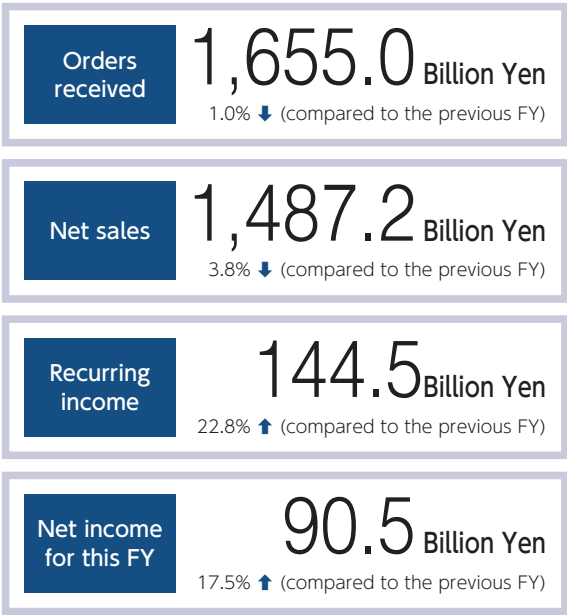 Orders
received
1,655.0 Billion Yen
1.0% ⬇ (compared to the previous FY)
Net sales
1,487.2 Billion Yen
3.8% ⬇ (compared to the previous FY)
Recurring
income
144.5 Billion Yen
22.8% ⬆ (compared to the previous FY)
Net income
for this FY
90.5 Billion Yen
17.5% ⬆ (compared to the previous FY)